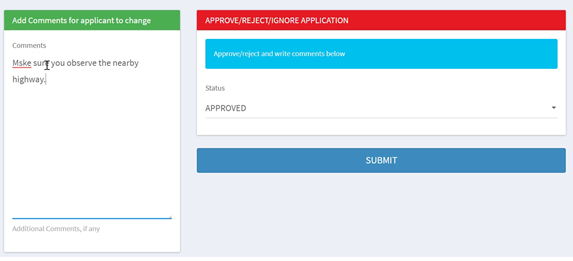 Add Comments for applicant to change
Comments
Mske sure you observe the nearby
highway.
Additional Comments, if any
APPROVE/REJECT/IGNORE APPLICATION
Approve/reject and write comments below
Status
APPROVED
SUBMIT